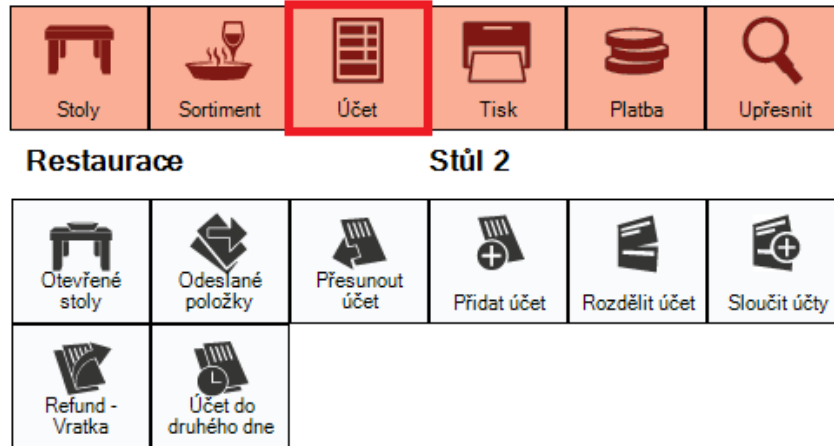 Stoly Sortiment Účet Tisk Platba Upřesnit
Restaurace Stůl 2
Otevřené stoly
Odeslané položky
Přesunout účet
Přidat účet
Rozdělit účet
Sloučit účty
Refund -
Vratka
Účet do
druhého dne